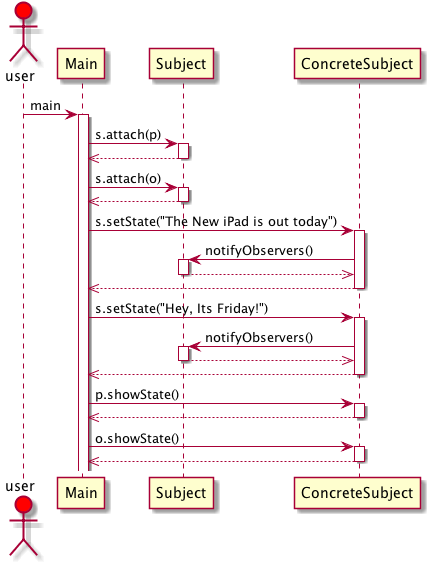 user
Main
Subject
ConcreteSubject
main
s.attach(p)
s.attach(o)
s.setState("The New iPad is out today")
notifyObservers()
s.setState("Hey, Its Friday!")
notifyObservers()
p.showState()
o.showState()
user
Main
Subject
ConcreteSubject